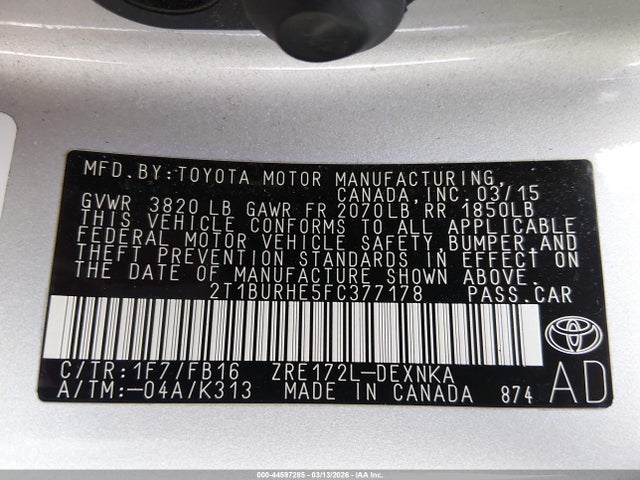 MFD.BY:TOYOTA MOTOR MANUFACTURING,
CANADA,INC. 03/15
GVWR 3820 LB GAWR FR 2070LB RR 1850LB
THIS VEHICLE CONFORMS TO ALL APPLICABLE
FEDERAL MOTOR VEHICLE SAFETY, BUMPER, AND
THEFT PREVENTION STANDARDS IN EFFECT ON
THE DATE OF MANUFACTURE SHOWN ABOVE.
2T1BURHE5FC377178 PASS.CAR
C/TR:1F7/FB16 ZRE172L-DEXNKA
A/TM:-04A/K313 MADE IN CANADA 874
AD
000-44597285 - 03/13/2026 - IAA Inc.